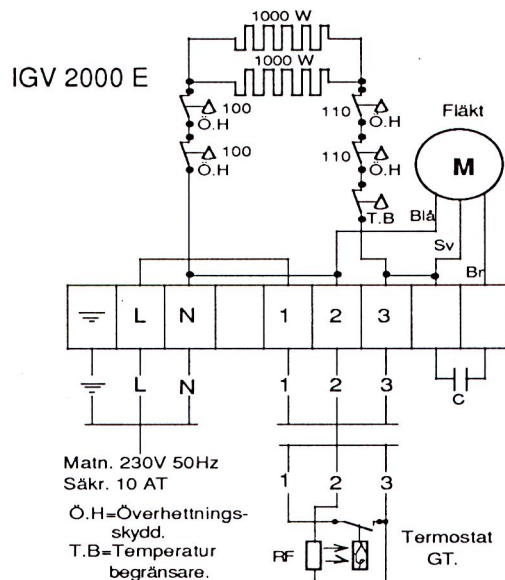 1000 W
IGV 2000 E
1000 W
100
Ö.H
110
Ö.H
Fläkt
100
Ö.H
110
Ö.H
M
T.B
Blå
Sv
Br
L N 1 2 3
L N 1 2 3
C
Matn. 230V 50Hz
Säkr. 10 AT
1 2 3
Ö.H=Överhettnings-
skydd.
T.B=Temperatur
begränsare.
RF
Termostat
GT.